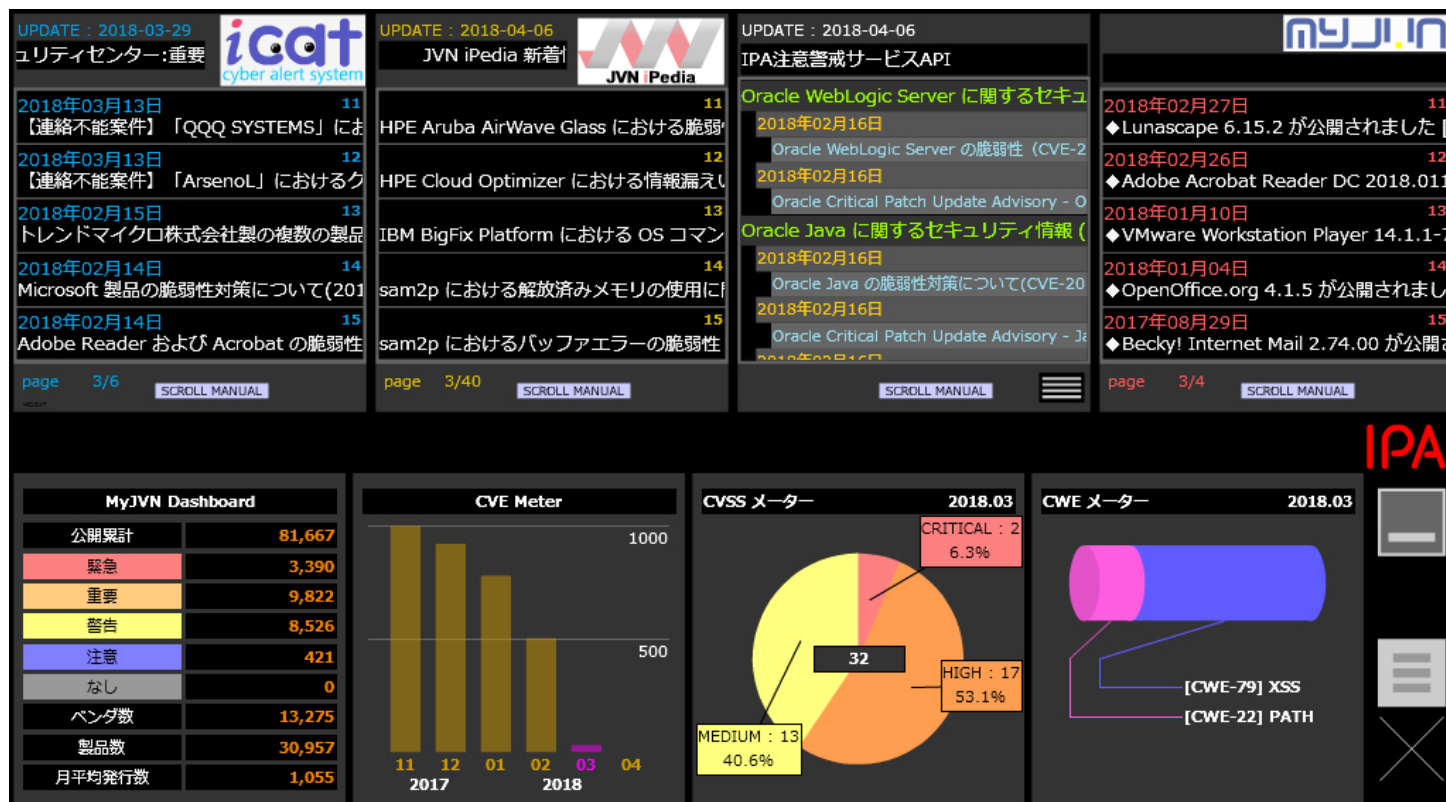 UPDATE : 2018-03-29
ュリティセンター:重要
icat
cyber alert system
2018年03月13日 11
【連絡不能案件】「QQQ SYSTEMS」にお
2018年03月13日 12
【連絡不能案件】「ArsenoL」におけるク
2018年02月15日 13
トレンドマイクロ株式会社製の複数の製品
2018年02月14日 14
Microsoft 製品の脆弱性対策について(201
2018年02月14日 15
Adobe Reader および Acrobat の脆弱性
page 3/6
SCROLL MANUAL
UPDATE : 2018-04-06
JVN iPedia 新着情
JVN iPedia
11
HPE Aruba AirWave Glass における脆弱
12
HPE Cloud Optimizer における情報漏えい
13
IBM BigFix Platform における OS コマン
14
sam2p における解放済みメモリの使用に
15
sam2p におけるバッファエラーの脆弱性
page 3/40
SCROLL MANUAL
UPDATE : 2018-04-06
IPA注意警戒サービスAPI
Oracle WebLogic Server に関するセキュ
2018年02月16日
Oracle WebLogic Server の脆弱性（CVE-2
2018年02月16日
Oracle Critical Patch Update Advisory - O
Oracle Java に関するセキュリティ情報 (
2018年02月16日
Oracle Java の脆弱性対策について(CVE-20
2018年02月16日
Oracle Critical Patch Update Advisory - Ja
2018年02月16日
SCROLL MANUAL
MYJVN
2018年02月27日 11
◆Lunascape 6.15.2 が公開されました [
2018年02月26日 12
◆Adobe Acrobat Reader DC 2018.011
2018年01月10日 13
◆VMware Workstation Player 14.1.1-7
2018年01月04日 14
◆OpenOffice.org 4.1.5 が公開されまし
2017年08月29日 15
◆Becky! Internet Mail 2.74.00 が公開さ
page 3/4
SCROLL MANUAL
IPA
MyJVN Dashboard
公開累計 81,667
緊急 3,390
重要 9,822
警告 8,526
注意 421
なし 0
ベンダ数 13,275
製品数 30,957
月平均発行数 1,055
CVE Meter
1000
500
11 12 01 02 03 04
2017 2018
CVSS メーター 2018.03
CRITICAL : 2
6.3%
32
HIGH : 17
53.1%
MEDIUM : 13
40.6%
CWE メーター 2018.03
[CWE-79] XSS
[CWE-22] PATH